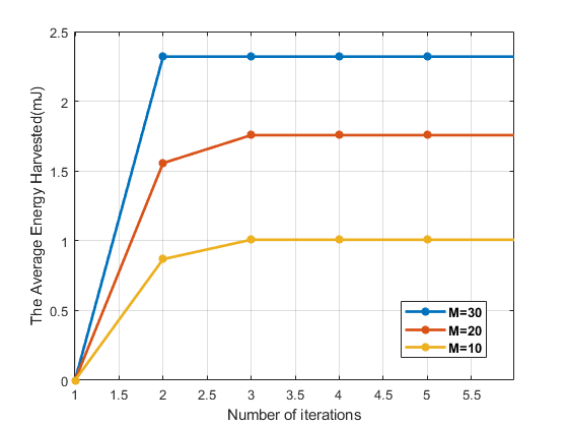 The Average Energy Harvested(mJ)
2.5
2
1.5
1
0.5
0
1 1.5 2 2.5 3 3.5 4 4.5 5 5.5
Number of iterations
M=30
M=20
M=10